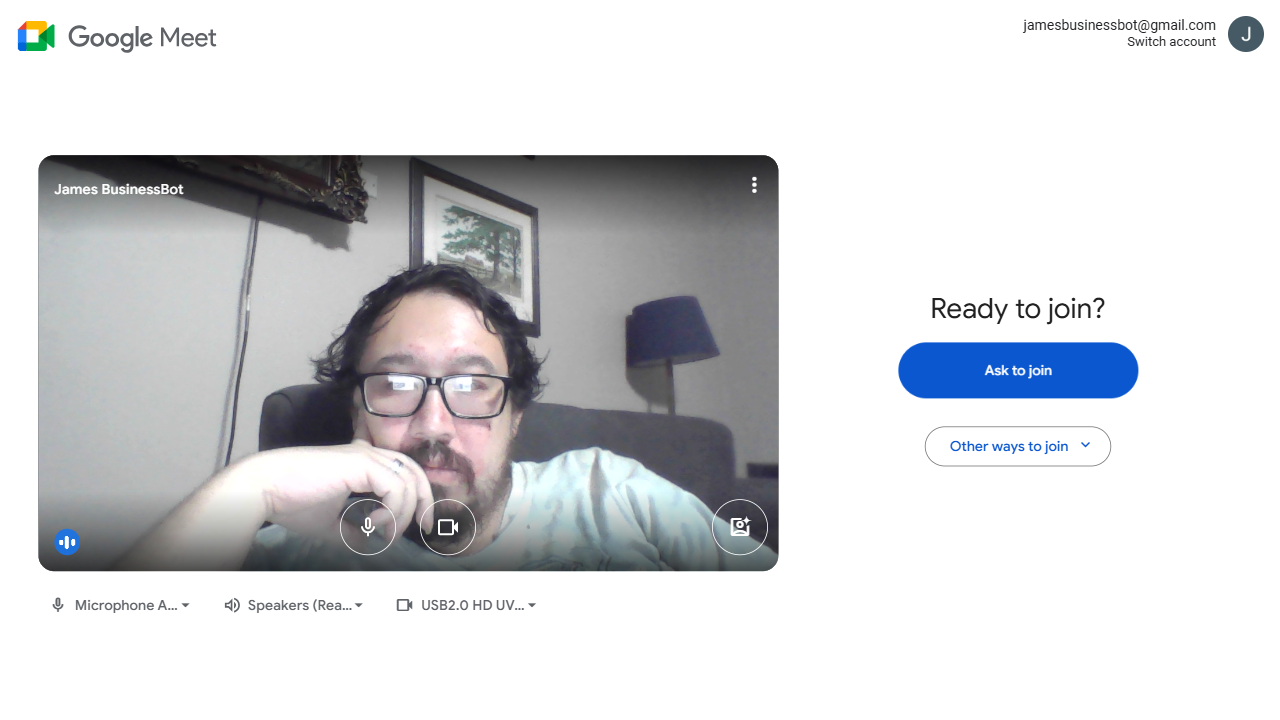 Google Meet
jamesbusinessbot@gmail.com
Switch account
J
James BusinessBot
Ready to join?
Ask to join
Other ways to join
Microphone A...
Speakers (Rea...
USB2.0 HD UV...